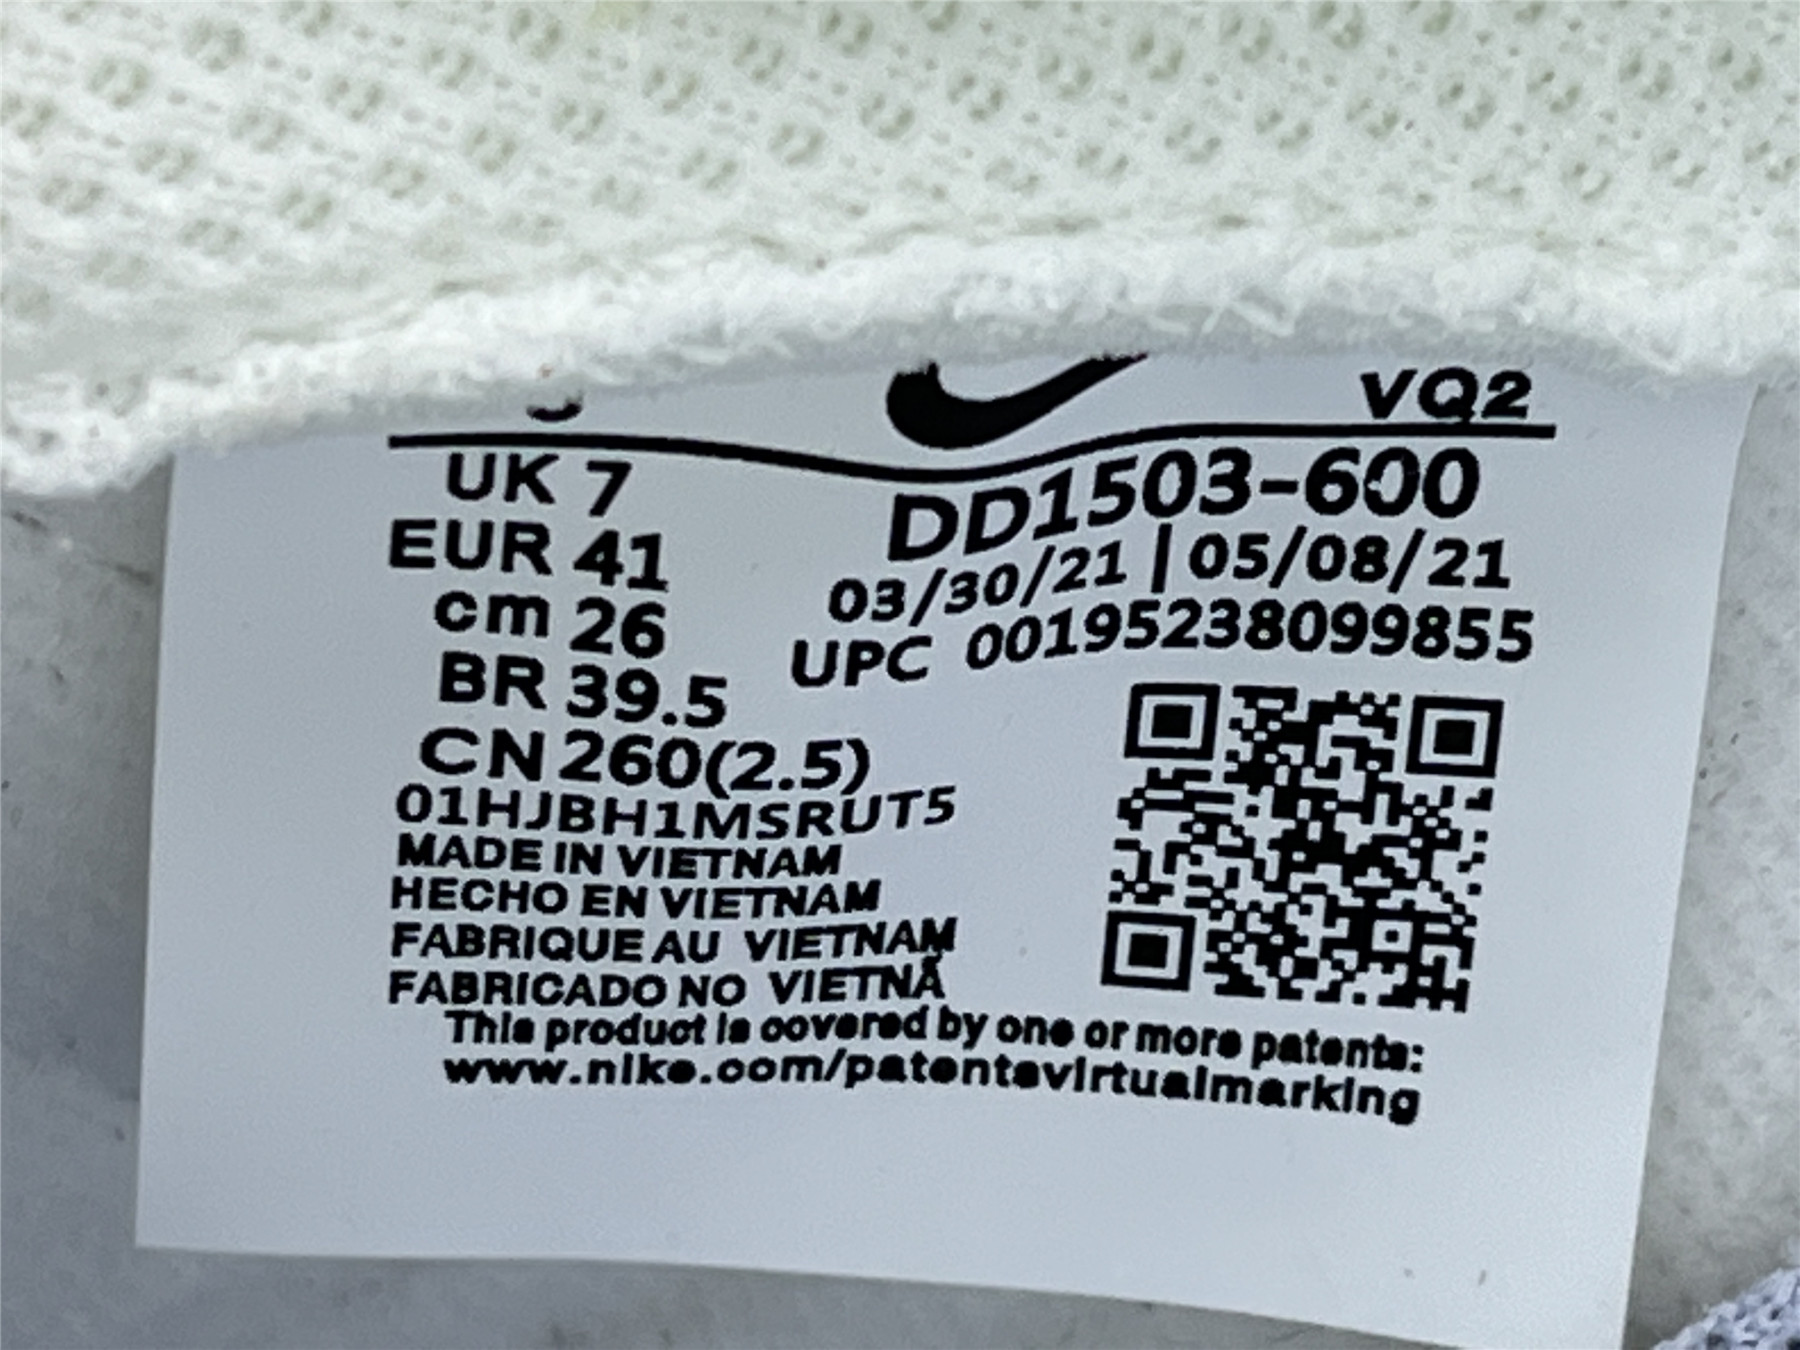 VQ2
UK 7
EUR 41
cm 26
BR 39.5
CN 260(2.5)
DD1503-600
03/30/21 | 05/08/21
UPC 00195238099855
01HJBH1MSRUT5
MADE IN VIETNAM
HECHO EN VIETNAM
FABRIQUE AU VIETNAM
FABRICADO NO VIETNÃ
This product is covered by one or more patents:
www.nike.com/patentsvirtualmarking